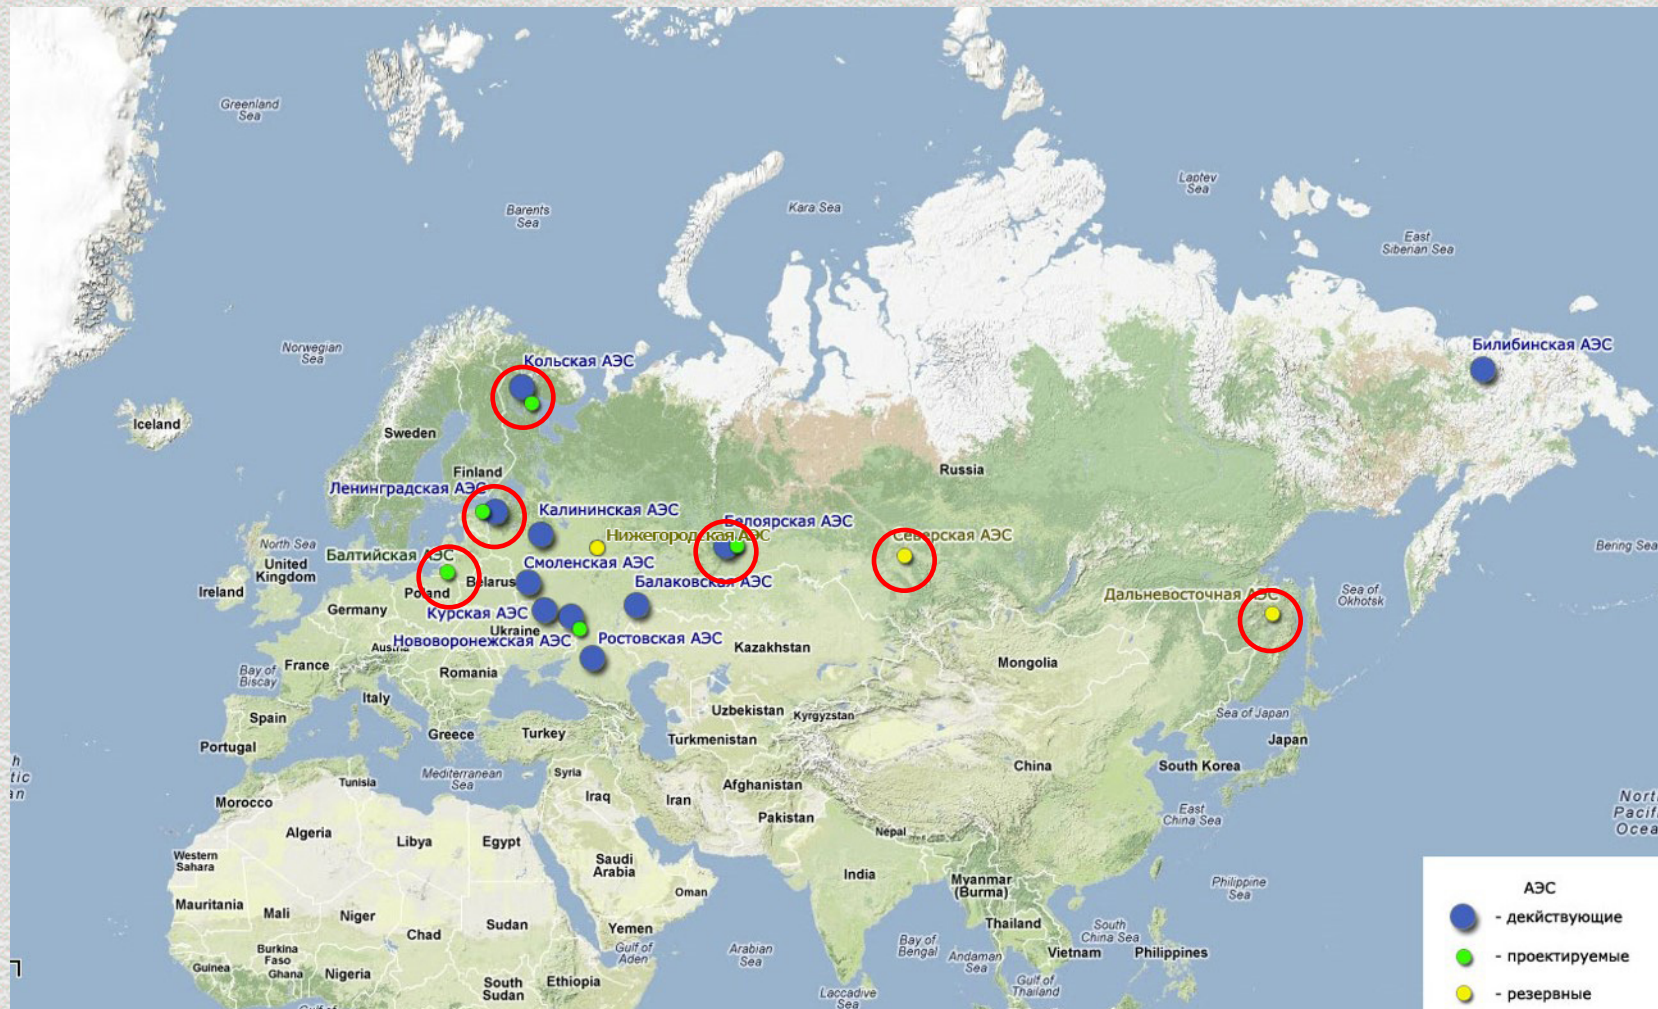 Greenland
Sea
Laptev
Sea
Barents
Sea
Kara Sea
East
Siberian Sea
Norwegian
Sea
Билибинская АЭС
Кольская АЭС
Iceland
Sweden
Finland
Russia
Ленинградская АЭС
Калининская АЭС
Белоярская АЭС
Нижегородская АЭС
Северская АЭС
North Sea
Bering Sea
Балтийская АЭС
Смоленская АЭС
United
Kingdom
Belarus
Балаковская АЭС
Ireland
Poland
Дальневосточная АЭС
Sea of
Okhotsk
Germany
Курская АЭС
Ukraine
Нововоронежская АЭС
Ростовская АЭС
Austria
Kazakhstan
France
Mongolia
Bay of
Biscay
Romania
Italy
Uzbekistan
Kyrgyzstan
Spain
Sea of Japan
Greece
Turkey
Turkmenistan
Japan
Portugal
China
South Korea
Mediterranean
Sea
Syria
Tunisia
Afghanistan
Iraq
Iran
Morocco
Pakistan
East
China Sea
North
Pacif
Ocea
Algeria
Libya
Egypt
Nepal
Western
Sahara
Saudi
Arabia
India
Myanmar
(Burma)
Oman
Philippine
Sea
Mauritania
Mali
Niger
Sudan
Yemen
Thailand
Chad
Gulf of
Aden
Arabian
Sea
Bay of
Bengal
Andaman
Sea
South
China Sea
Vietnam
Philippines
Burkina
Faso
Guinea
Ghana
Nigeria
South
Sudan
Ethiopia
Gulf of
Thailand
Laccadive
Sea
Gulf of
АЭС
- декйствующие
- проектируемые
- резервные